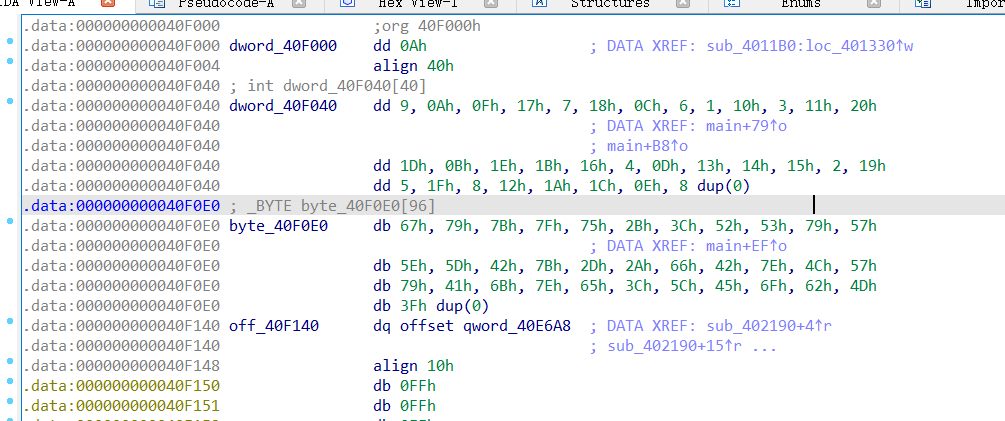 IDA View-A Pseudocode-A Hex View-1 Structures Enums Impor
.data:000000000040F000 ;org 40F000h
.data:000000000040F000 dword_40F000 dd 0Ah ; DATA XREF: sub_4011B0:loc_401330↑w
.data:000000000040F004 align 40h
.data:000000000040F040 ; int dword_40F040[40]
.data:000000000040F040 dword_40F040 dd 9, 0Ah, 0Fh, 17h, 7, 18h, 0Ch, 6, 1, 10h, 3, 11h, 20h
.data:000000000040F040 ; DATA XREF: main+79↑o
.data:000000000040F040 ; main+B8↑o
.data:000000000040F040 dd 1Dh, 0Bh, 1Eh, 1Bh, 16h, 4, 0Dh, 13h, 14h, 15h, 2, 19h
.data:000000000040F040 dd 5, 1Fh, 8, 12h, 1Ah, 1Ch, 0Eh, 8 dup(0)
.data:000000000040F0E0 ; _BYTE byte_40F0E0[96]
.data:000000000040F0E0 byte_40F0E0 db 67h, 79h, 7Bh, 7Fh, 75h, 2Bh, 3Ch, 52h, 53h, 79h, 57h
.data:000000000040F0E0 ; DATA XREF: main+EF↑o
.data:000000000040F0E0 db 5Eh, 5Dh, 42h, 7Bh, 2Dh, 2Ah, 66h, 42h, 7Eh, 4Ch, 57h
.data:000000000040F0E0 db 79h, 41h, 6Bh, 7Eh, 65h, 3Ch, 5Ch, 45h, 6Fh, 62h, 4Dh
.data:000000000040F0E0 db 3Fh dup(0)
.data:000000000040F140 off_40F140 dq offset qword_40E6A8 ; DATA XREF: sub_402190+4↑r
.data:000000000040F140 ; sub_402190+15↑r ...
.data:000000000040F148 align 10h
.data:000000000040F150 db 0FFh
.data:000000000040F151 db 0FFh